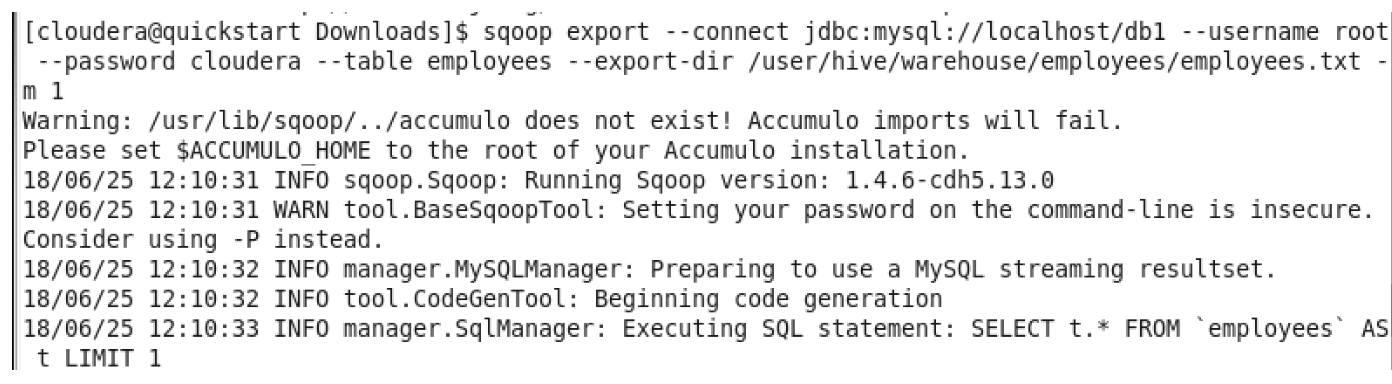 [cloudera@quickstart Downloads]$ sqoop export --connect jdbc:mysql://localhost/db1 --username root
 --password cloudera --table employees --export-dir /user/hive/warehouse/employees/employees.txt -
m 1
Warning: /usr/lib/sqoop/../accumulo does not exist! Accumulo imports will fail.
Please set $ACCUMULO_HOME to the root of your Accumulo installation.
18/06/25 12:10:31 INFO sqoop.Sqoop: Running Sqoop version: 1.4.6-cdh5.13.0
18/06/25 12:10:31 WARN tool.BaseSqoopTool: Setting your password on the command-line is insecure.
Consider using -P instead.
18/06/25 12:10:32 INFO manager.MySQLManager: Preparing to use a MySQL streaming resultset.
18/06/25 12:10:32 INFO tool.CodeGenTool: Beginning code generation
18/06/25 12:10:33 INFO manager.SqlManager: Executing SQL statement: SELECT t.* FROM `employees` AS
 t LIMIT 1